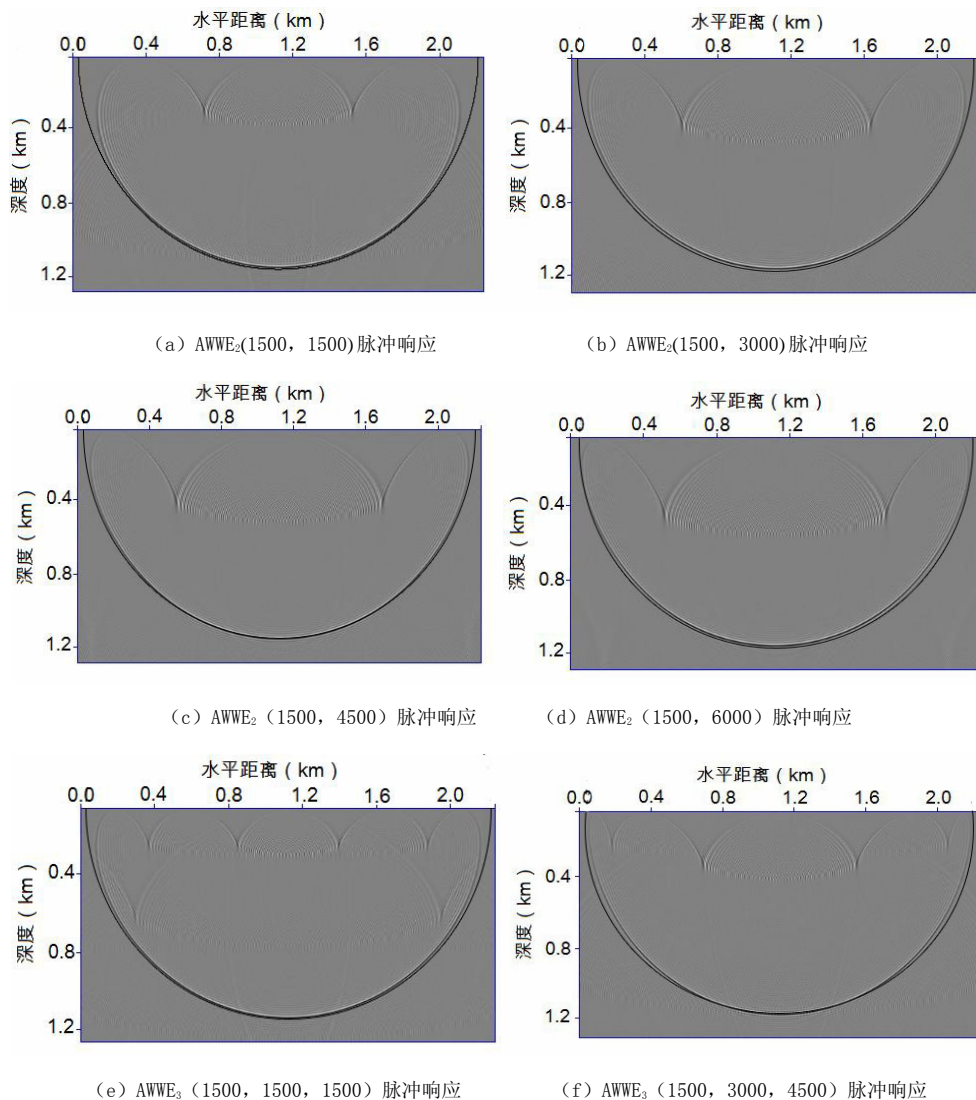 水平距离（km）
0.0 0.4 0.8 1.2 1.6 2.0
深度（km）
0.4
0.8
1.2
（a）AWWE₂(1500，1500)脉冲响应
水平距离（km）
0.0 0.4 0.8 1.2 1.6 2.0
深度（km）
0.4
0.8
1.2
（b）AWWE₂(1500，3000)脉冲响应
水平距离（km）
0.0 0.4 0.8 1.2 1.6 2.0
深度（km）
0.4
0.8
1.2
（c）AWWE₂（1500，4500）脉冲响应
水平距离（km）
0.0 0.4 0.8 1.2 1.6 2.0
深度（km）
0.4
0.8
1.2
（d）AWWE₂（1500，6000）脉冲响应
水平距离（km）
0.0 0.4 0.8 1.2 1.6 2.0
深度（km）
0.4
0.8
1.2
（e）AWWE₃（1500，1500，1500）脉冲响应
水平距离（km）
0.0 0.4 0.8 1.2 1.6 2.0
深度（km）
0.4
0.8
1.2
（f）AWWE₃（1500，3000，4500）脉冲响应